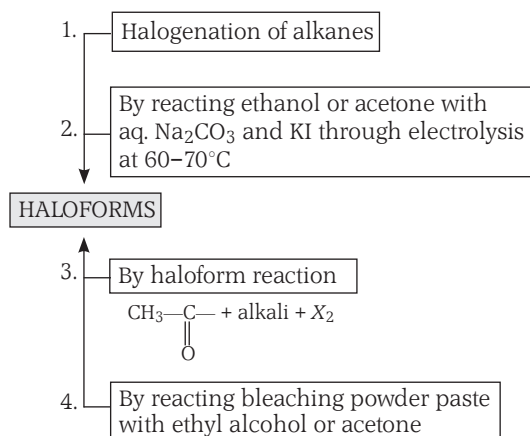 1. Halogenation of alkanes
By reacting ethanol or acetone with
2. aq. Na₂CO₃ and KI through electrolysis
at 60–70°C
HALOFORMS
3. By haloform reaction
CH₃—C— + alkali + X₂
||
O
By reacting bleaching powder paste
4. with ethyl alcohol or acetone